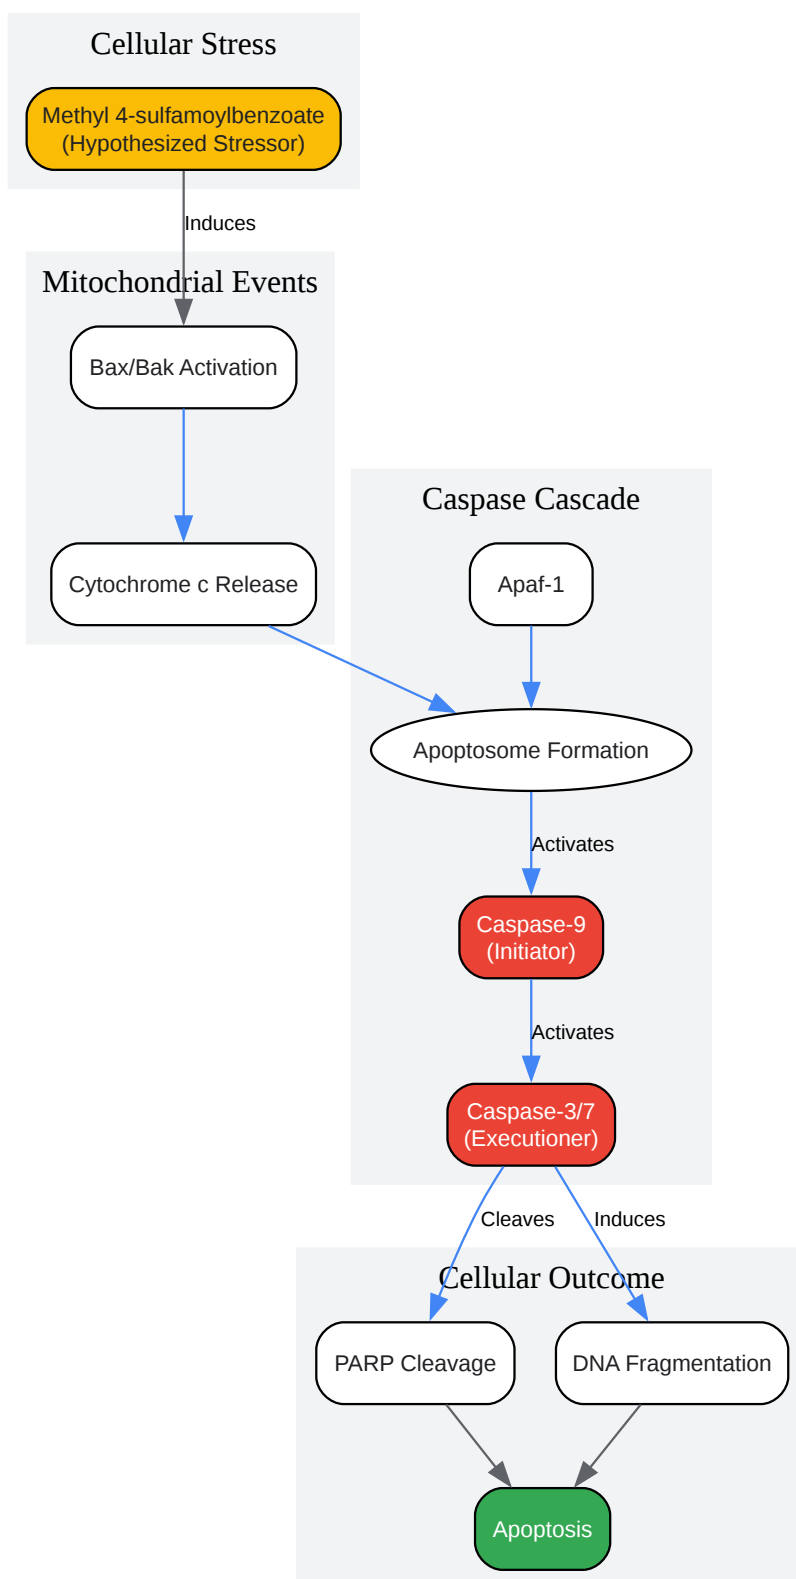 Cellular Stress
Methyl 4-sulfamoylbenzoate
(Hypothesized Stressor)
Induces
Mitochondrial Events
Bax/Bak Activation
Cytochrome c Release
Caspase Cascade
Apaf-1
Apoptosome Formation
Activates
Caspase-9
(Initiator)
Activates
Caspase-3/7
(Executioner)
Cleaves
Induces
Cellular Outcome
PARP Cleavage
DNA Fragmentation
Apoptosis